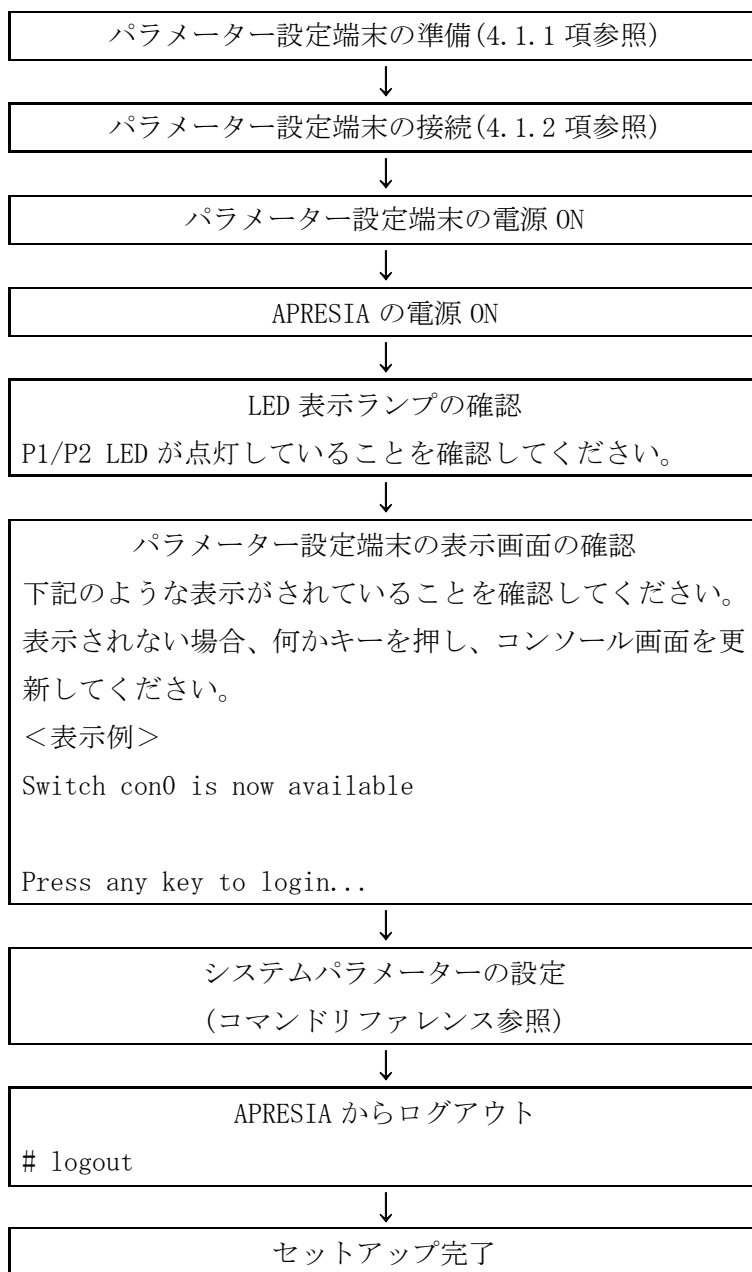 パラメーター設定端末の準備(4.1.1 項参照)
↓
パラメーター設定端末の接続(4.1.2 項参照)
↓
パラメーター設定端末の電源 ON
↓
APRESIA の電源 ON
↓
LED 表示ランプの確認
P1/P2 LED が点灯していることを確認してください。
↓
パラメーター設定端末の表示画面の確認
下記のような表示がされていることを確認してください。
表示されない場合、何かキーを押し、コンソール画面を更
新してください。
＜表示例＞
Switch con0 is now available
Press any key to login...
↓
システムパラメーターの設定
(コマンドリファレンス参照)
↓
APRESIA からログアウト
# logout
↓
セットアップ完了